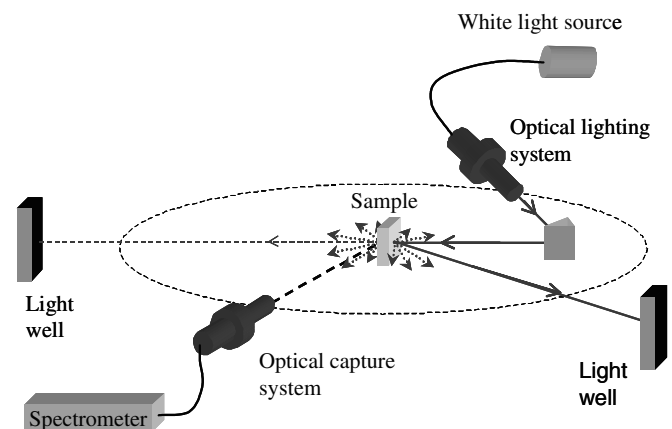 White light source
Optical lighting
system
Sample
Light
well
Optical capture
system
Light
well
Spectrometer